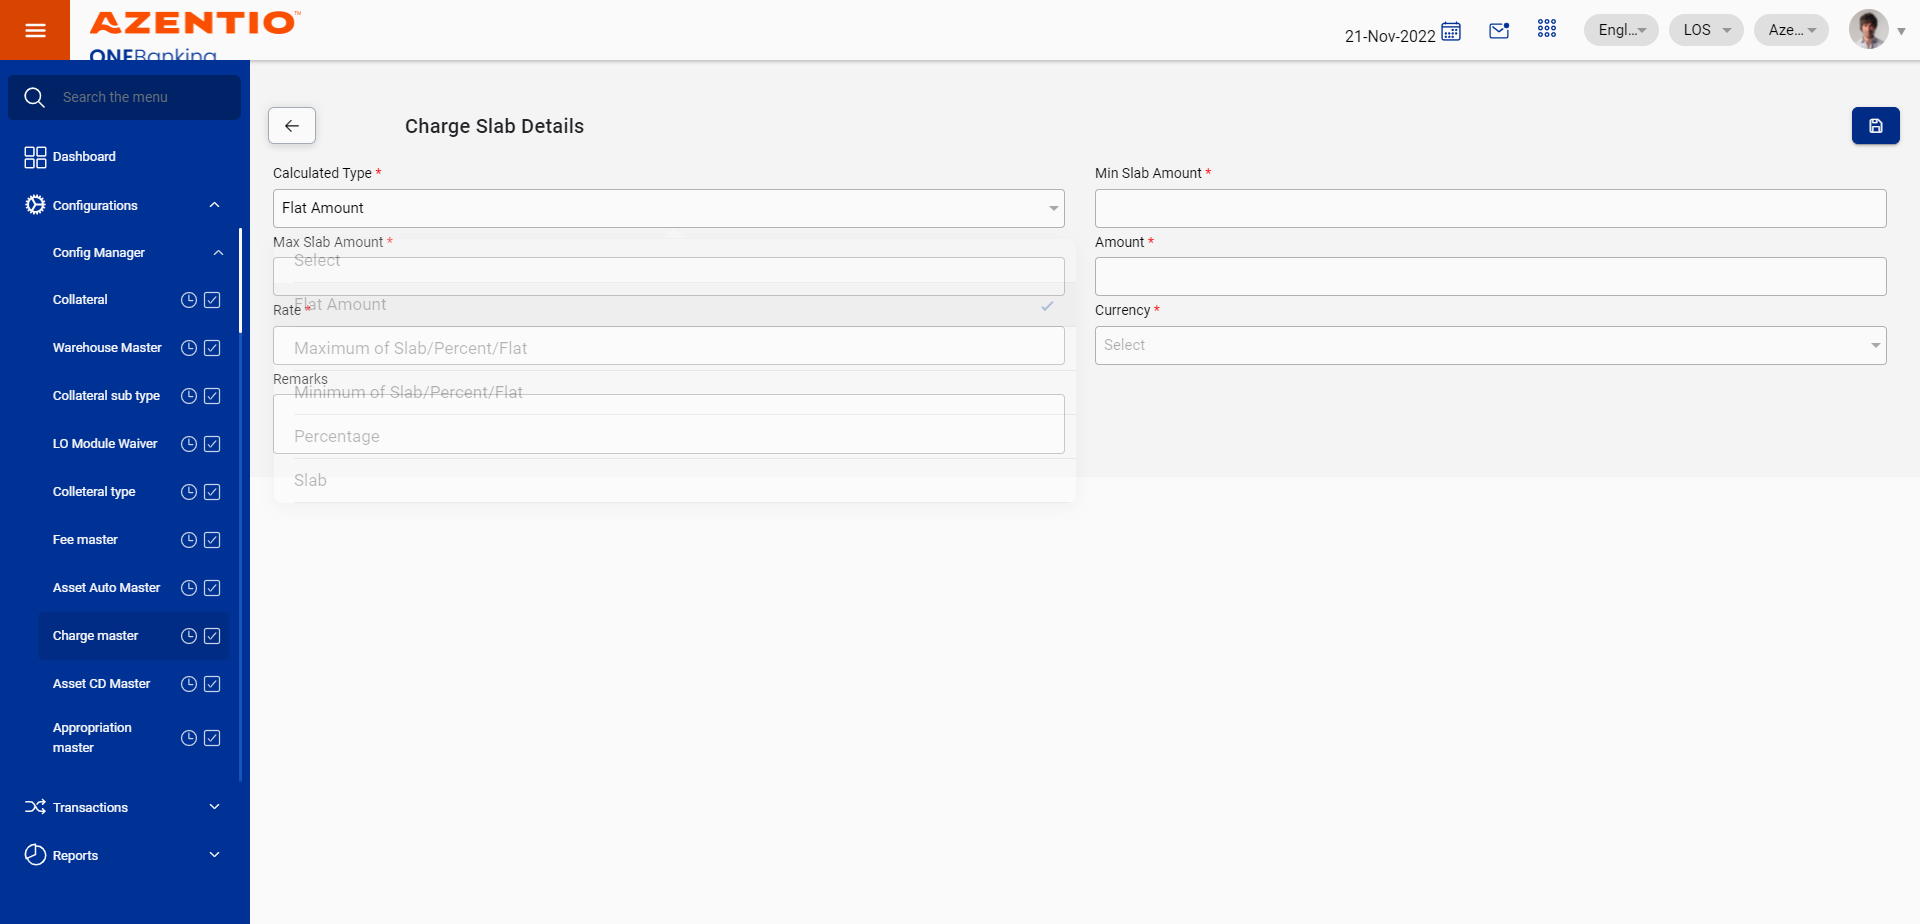 AZENTIO™
ONEBanking
21-Nov-2022
Engl...
LOS
Aze...
Search the menu
Dashboard
Configurations
Config Manager
Collateral
Warehouse Master
Collateral sub type
LO Module Waiver
Colleteral type
Fee master
Asset Auto Master
Charge master
Asset CD Master
Appropriation
master
Transactions
Reports
Charge Slab Details
Calculated Type *
Flat Amount
Min Slab Amount *
Max Slab Amount *
Select
Amount *
Flat Amount
Rate *
Maximum of Slab/Percent/Flat
Currency *
Select
Remarks
Minimum of Slab/Percent/Flat
Percentage
Slab